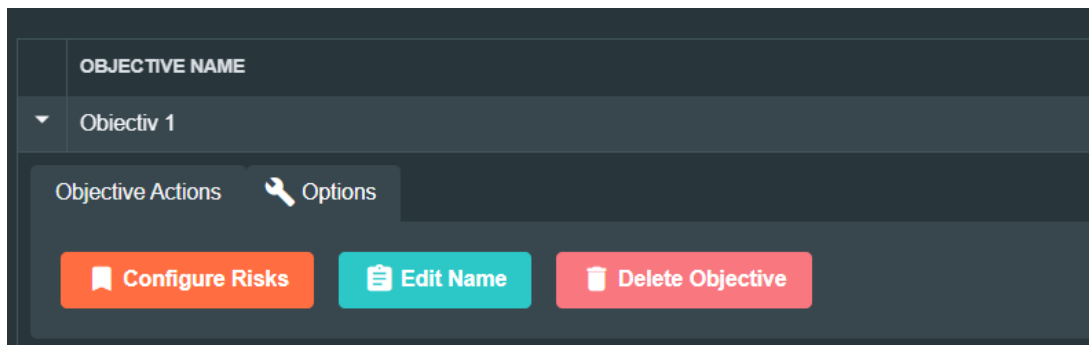 OBJECTIVE NAME
Obiectiv 1
Objective Actions
Options
Configure Risks
Edit Name
Delete Objective